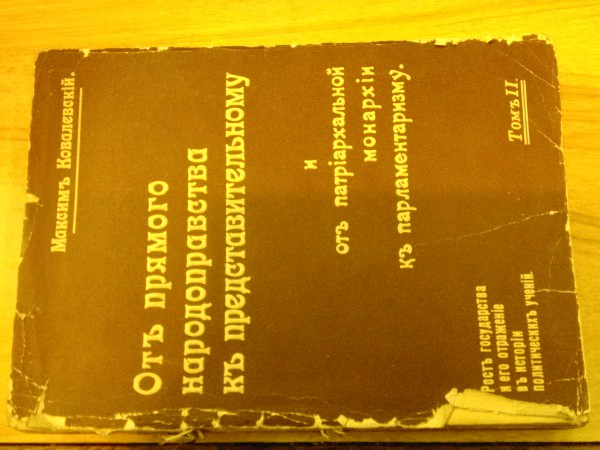 Максимъ Ковалевскій.
Отъ прямого
народоправства
къ представительному
и
отъ патріархальной
монархіи
къ парламентаризму.
Ростъ государства
и его отраженіе
въ исторіи
политическихъ ученій.
Томъ II